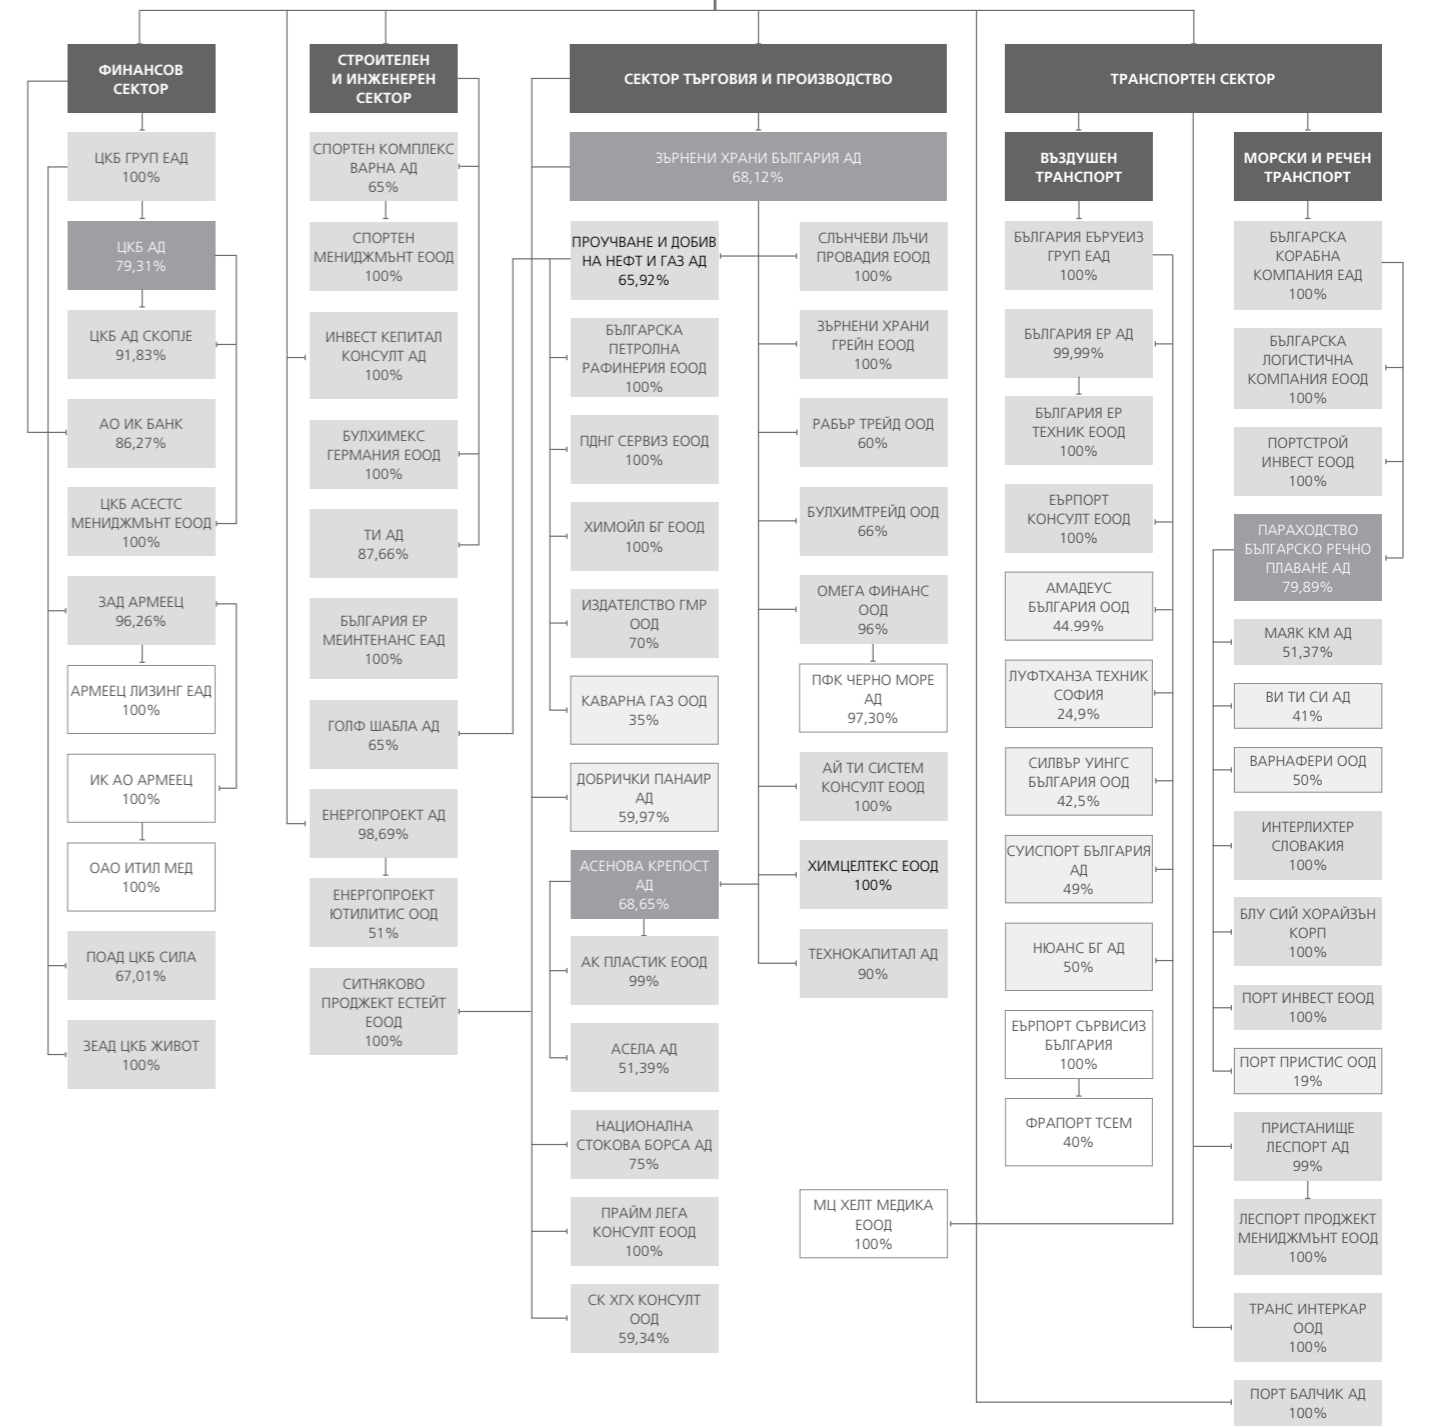 ФИНАНСОВ
СЕКТОР
ЦКБ ГРУП ЕАД
100%
ЦКБ АД
79,31%
ЦКБ АД СКОПЈЕ
91,83%
АО ИК БАНК
86,27%
ЦКБ АСЕСТС
МЕНИДЖМЪНТ ЕООД
100%
ЗАД АРМЕЕЦ
96,26%
АРМЕЕЦ ЛИЗИНГ ЕАД
100%
ИК АО АРМЕЕЦ
100%
ОАО ИТИЛ МЕД
100%
ПОАД ЦКБ СИЛА
67,01%
ЗЕАД ЦКБ ЖИВОТ
100%
СТРОИТЕЛЕН
И ИНЖЕНЕРЕН
СЕКТОР
СПОРТЕН КОМПЛЕКС
ВАРНА АД
65%
СПОРТЕН
МЕНИДЖМЪНТ ЕООД
100%
ИНВЕСТ КЕПИТАЛ
КОНСУЛТ АД
100%
БУЛХИМЕКС
ГЕРМАНИЯ ЕООД
100%
ТИ АД
87,66%
БЪЛГАРИЯ ЕР
МЕИНТЕНАНС ЕАД
100%
ГОЛФ ШАБЛА АД
65%
ЕНЕРГОПРОЕКТ АД
98,69%
ЕНЕРГОПРОЕКТ
ЮТИЛИТИС ООД
51%
СИТНЯКОВО
ПРОДЖЕКТ ЕСТЕЙТ
ЕООД
100%
СЕКТОР ТЪРГОВИЯ И ПРОИЗВОДСТВО
ЗЪРНЕНИ ХРАНИ БЪЛГАРИЯ АД
68,12%
ПРОУЧВАНЕ И ДОБИВ
НА НЕФТ И ГАЗ АД
65,92%
БЪЛГАРСКА
ПЕТРОЛНА
РАФИНЕРИЯ ЕООД
100%
ПДНГ СЕРВИЗ ЕООД
100%
ХИМОЙЛ БГ ЕООД
100%
ИЗДАТЕЛСТВО ГМР
ООД
70%
КАВАРНА ГАЗ ООД
35%
ДОБРИЧКИ ПАНАИР
АД
59,97%
АСЕНОВА КРЕПОСТ
АД
68,65%
АК ПЛАСТИК ЕООД
99%
АСЕЛА АД
51,39%
НАЦИОНАЛНА
СТОКОВА БОРСА АД
75%
ПРАЙМ ЛЕГА
КОНСУЛТ ЕООД
100%
СК ХГХ КОНСУЛТ
ООД
59,34%
СЛЪНЧЕВИ ЛЪЧИ
ПРОВАДИЯ ЕООД
100%
ЗЪРНЕНИ ХРАНИ
ГРЕЙН ЕООД
100%
РАБЪР ТРЕЙД ООД
60%
БУЛХИМТРЕЙД ООД
66%
ОМЕГА ФИНАНС
ООД
96%
ПФК ЧЕРНО МОРЕ
АД
97,30%
АЙ ТИ СИСТЕМ
КОНСУЛТ ЕООД
100%
ХИМЦЕЛТЕКС ЕООД
100%
ТЕХНОКАПИТАЛ АД
90%
МЦ ХЕЛТ МЕДИКА
ЕООД
100%
ТРАНСПОРТЕН СЕКТОР
ВЪЗДУШЕН
ТРАНСПОРТ
БЪЛГАРИЯ ЕЪРУЕИЗ
ГРУП ЕАД
100%
БЪЛГАРИЯ ЕР АД
99,99%
БЪЛГАРИЯ ЕР
ТЕХНИК ЕООД
100%
ЕЪРПОРТ
КОНСУЛТ ЕООД
100%
АМАДЕУС
БЪЛГАРИЯ ООД
44.99%
ЛУФТХАНЗА ТЕХНИК
СОФИЯ
24,9%
СИЛВЪР УИНГС
БЪЛГАРИЯ ООД
42,5%
СУИСПОРТ БЪЛГАРИЯ
АД
49%
НЮАНС БГ АД
50%
ЕЪРПОРТ СЪРВИСИЗ
БЪЛГАРИЯ
100%
ФРАПОРТ ТСЕМ
40%
МОРСКИ И РЕЧЕН
ТРАНСПОРТ
БЪЛГАРСКА
КОРАБНА
КОМПАНИЯ ЕАД
100%
БЪЛГАРСКА
ЛОГИСТИЧНА
КОМПАНИЯ ЕООД
100%
ПОРТСТРОЙ
ИНВЕСТ ЕООД
100%
ПАРАХОДСТВО
БЪЛГАРСКО РЕЧНО
ПЛАВАНЕ АД
79,89%
МАЯК КМ АД
51,37%
ВИ ТИ СИ АД
41%
ВАРНАФЕРИ ООД
50%
ИНТЕРЛИХТЕР
СЛОВАКИЯ
100%
БЛУ СИЙ ХОРАЙЗЪН
КОРП
100%
ПОРТ ИНВЕСТ ЕООД
100%
ПОРТ ПРИСТИС ООД
19%
ПРИСТАНИЩЕ
ЛЕСПОРТ АД
99%
ЛЕСПОРТ ПРОДЖЕКТ
МЕНИДЖМЪНТ ЕООД
100%
ТРАНС ИНТЕРКАР
ООД
100%
ПОРТ БАЛЧИК АД
100%